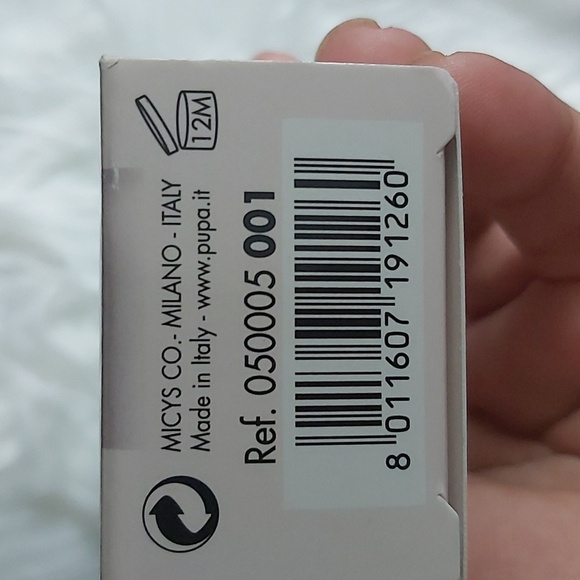 12M
MICYS CO.- MILANO - ITALY
Made in Italy - www.pupa.it
Ref. 050005 001
8 011607 191260